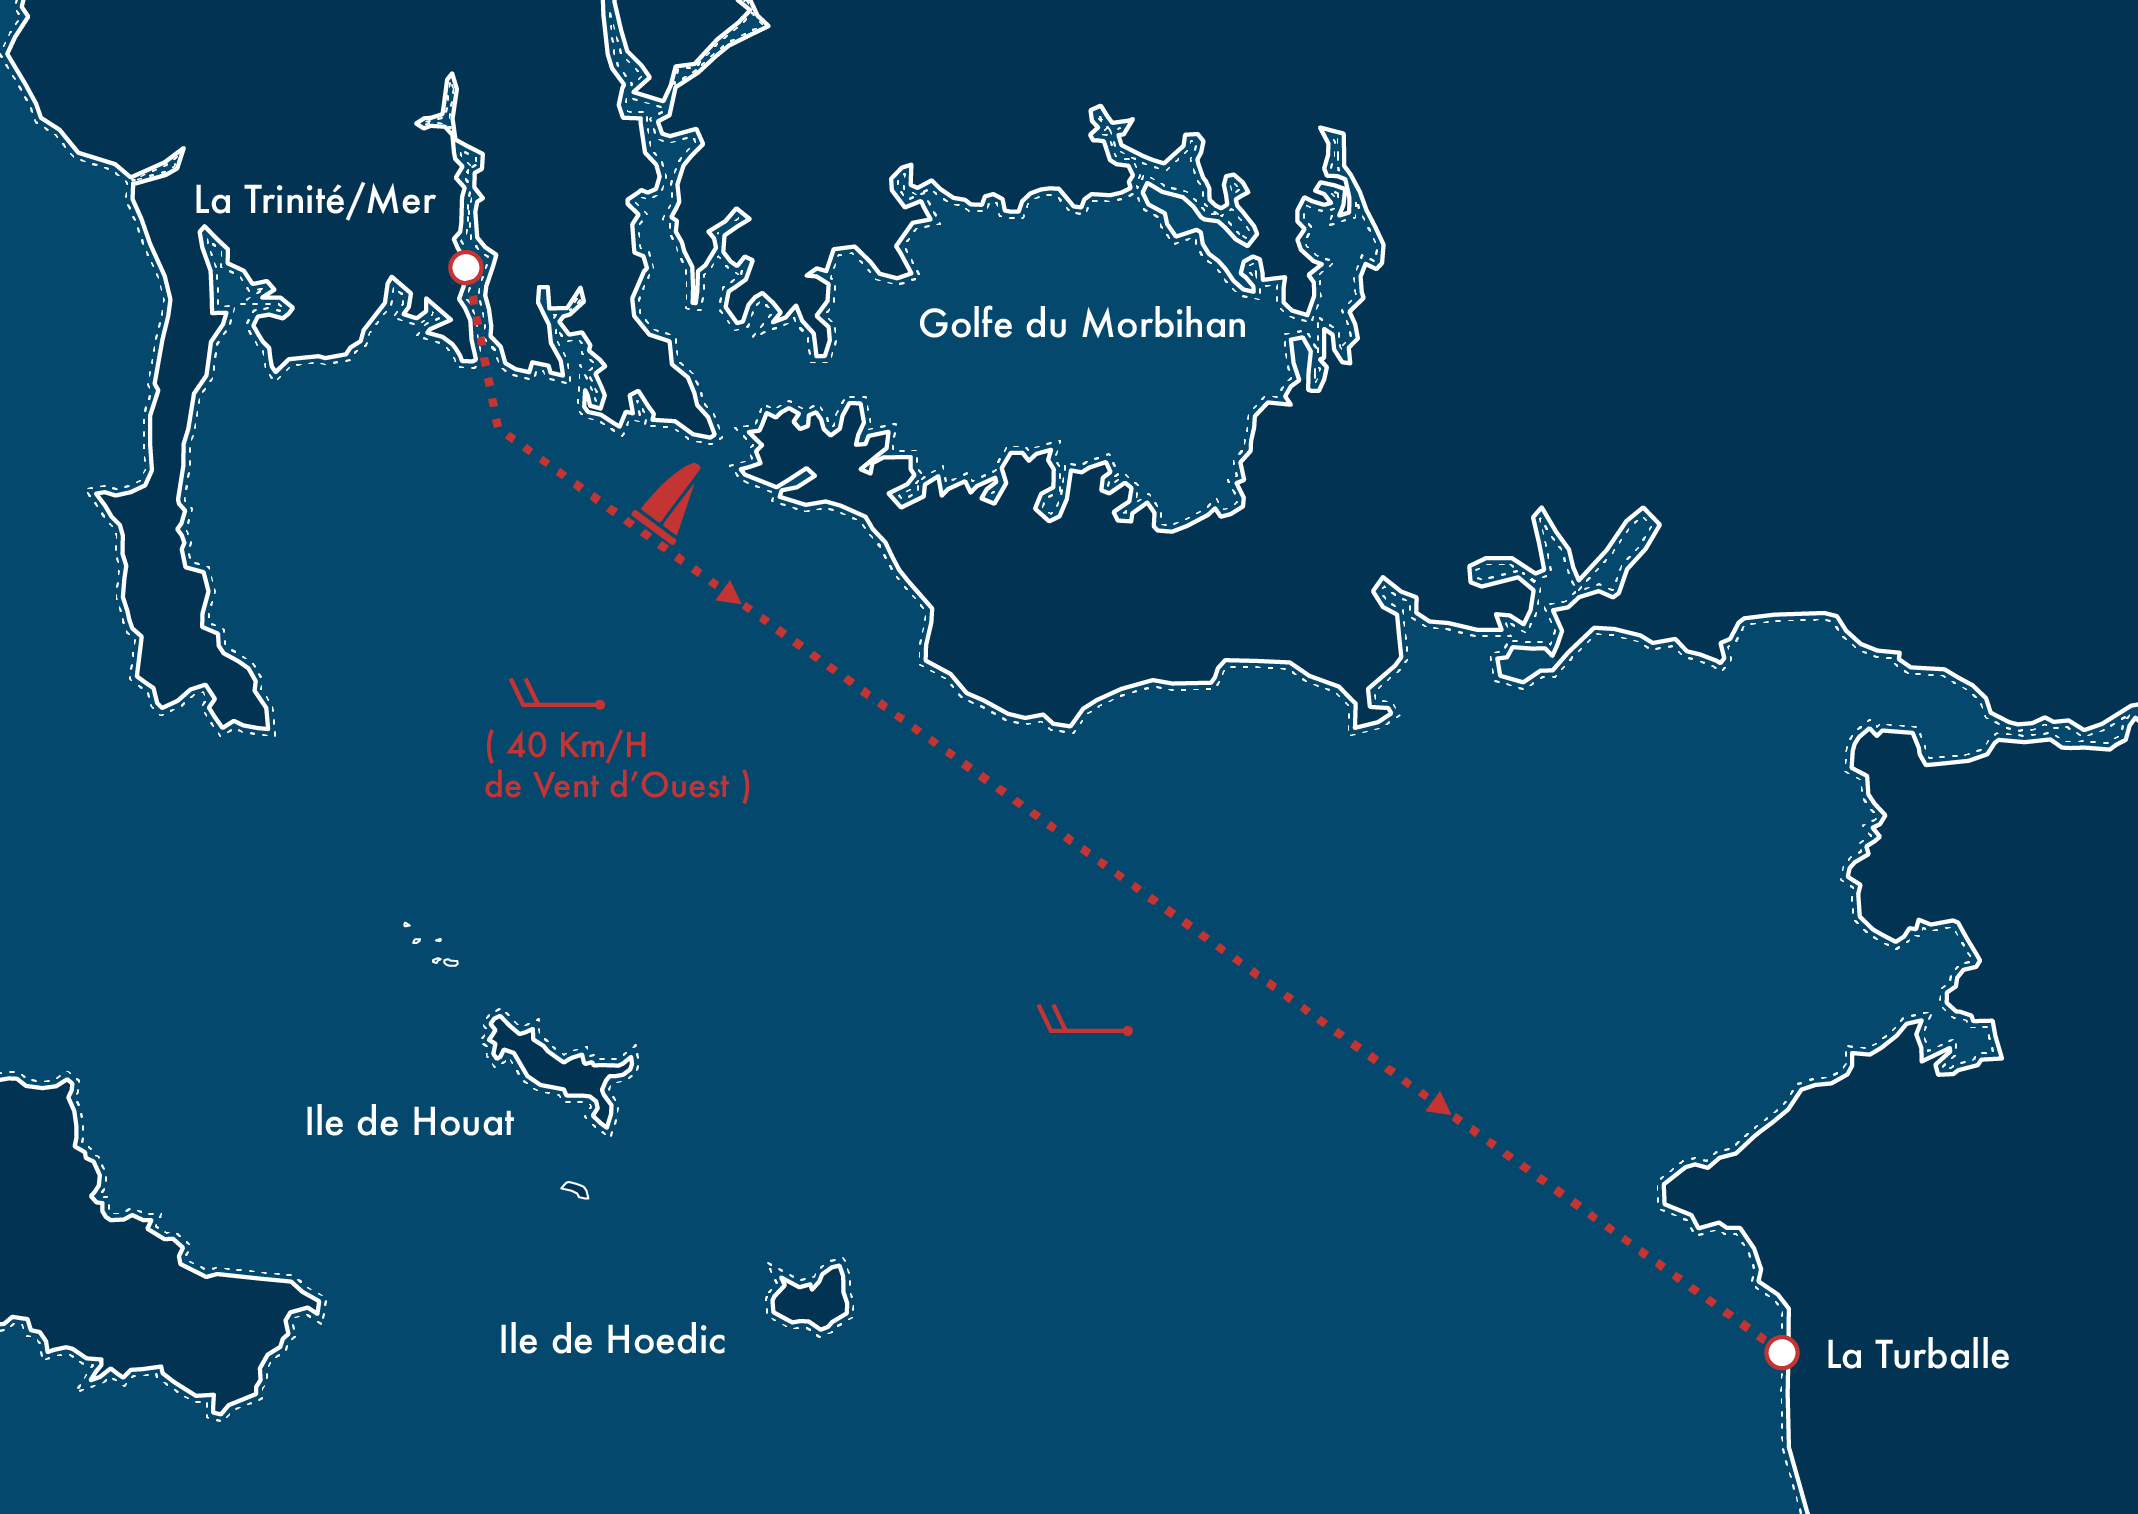 La Trinité/Mer
Golfe du Morbihan
( 40 Km/H
de Vent d'Ouest )
Ile de Houat
Ile de Hoedic
La Turballe